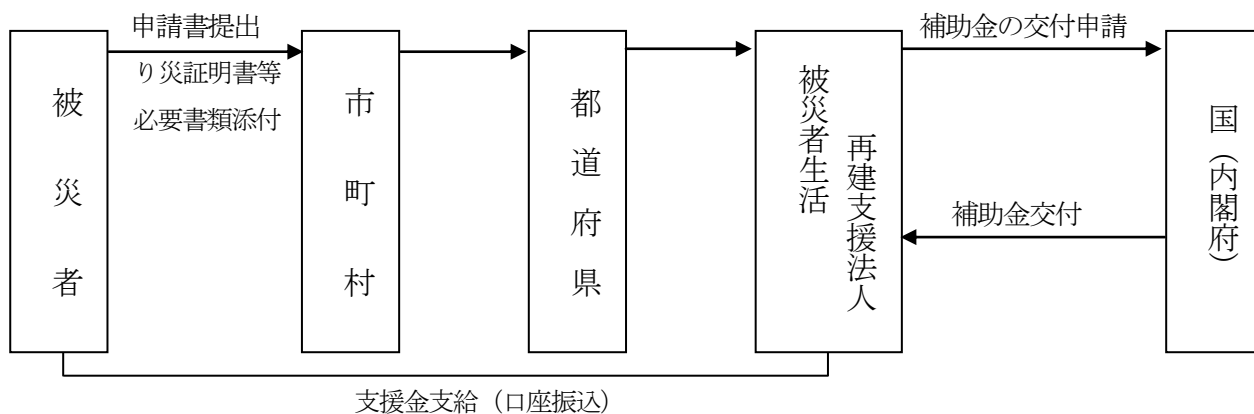 被災者
申請書提出
り災証明書等
必要書類添付
市町村
都道府県
被災者生活
再建支援法人
補助金の交付申請
補助金交付
国(内閣府)
支援金支給(口座振込)